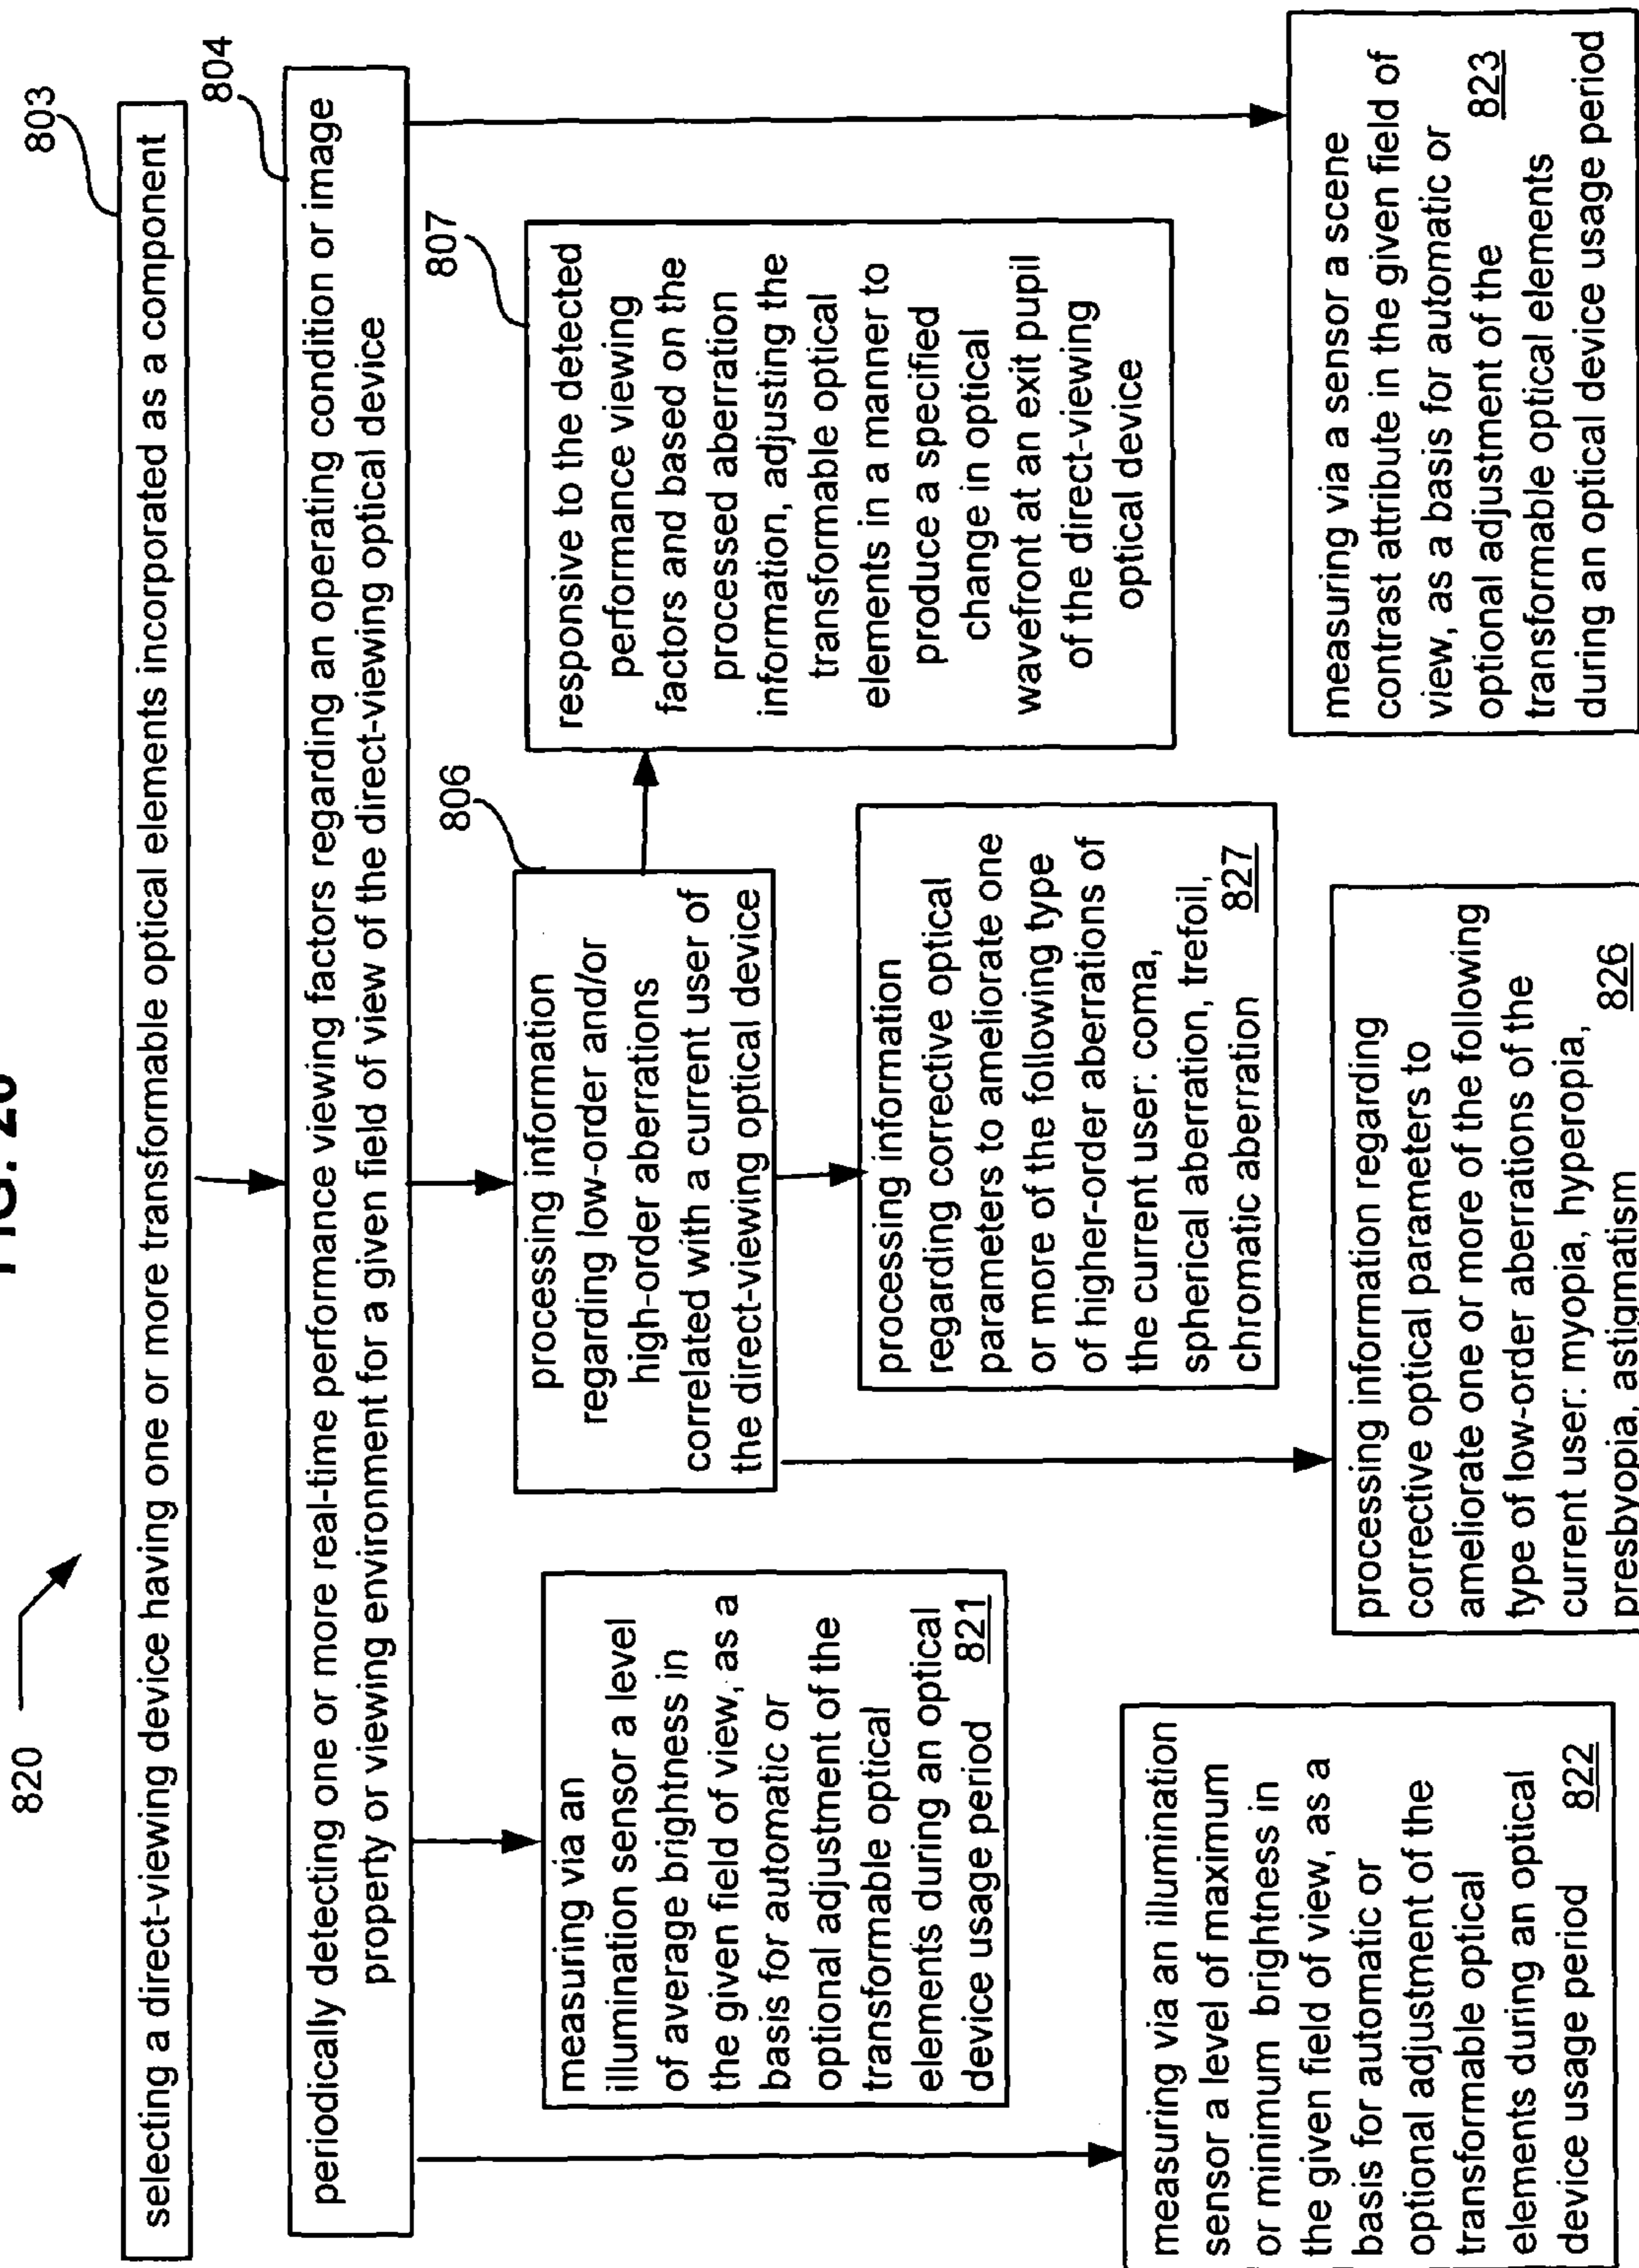 FIG.
820
803
selecting a direct-viewing device having one or more transformable optical elements incorporated as a component
804
periodically detecting one or more real-time performance viewing factors regarding an operating condition or image
property or viewing environment for a given field of view of the direct-viewing optical device
measuring via an
illumination sensor a level
of average brightness in
the given field of view, as a
basis for automatic or
optional adjustment of the
transformable optical
elements during an optical
device usage period 821
806
processing information
regarding low-order and/or
high-order aberrations
correlated with a current user of
the direct-viewing optical device
807
responsive to the detected
performance viewing
factors and based on the
processed aberration
information, adjusting the
transformable optical
elements in a manner to
produce a specified
change in optical
wavefront at an exit pupil
of the direct-viewing
optical device
measuring via an illumination
sensor a level of maximum
or minimum brightness in
the given field of view, as a
basis for automatic or
optional adjustment of the
transformable optical
elements during an optical
device usage period 822
processing information
regarding corrective optical
parameters to ameliorate one
or more of the following type
of higher-order aberrations of
the current user: coma,
spherical aberration, trefoil,
chromatic aberration 827
processing information regarding
corrective optical parameters to
ameliorate one or more of the following
type of low-order aberrations of the
current user: myopia, hyperopia,
presbyopia, astigmatism 826
measuring via a sensor a scene
contrast attribute in the given field of
view, as a basis for automatic or
optional adjustment of the 823
transformable optical elements
during an optical device usage period